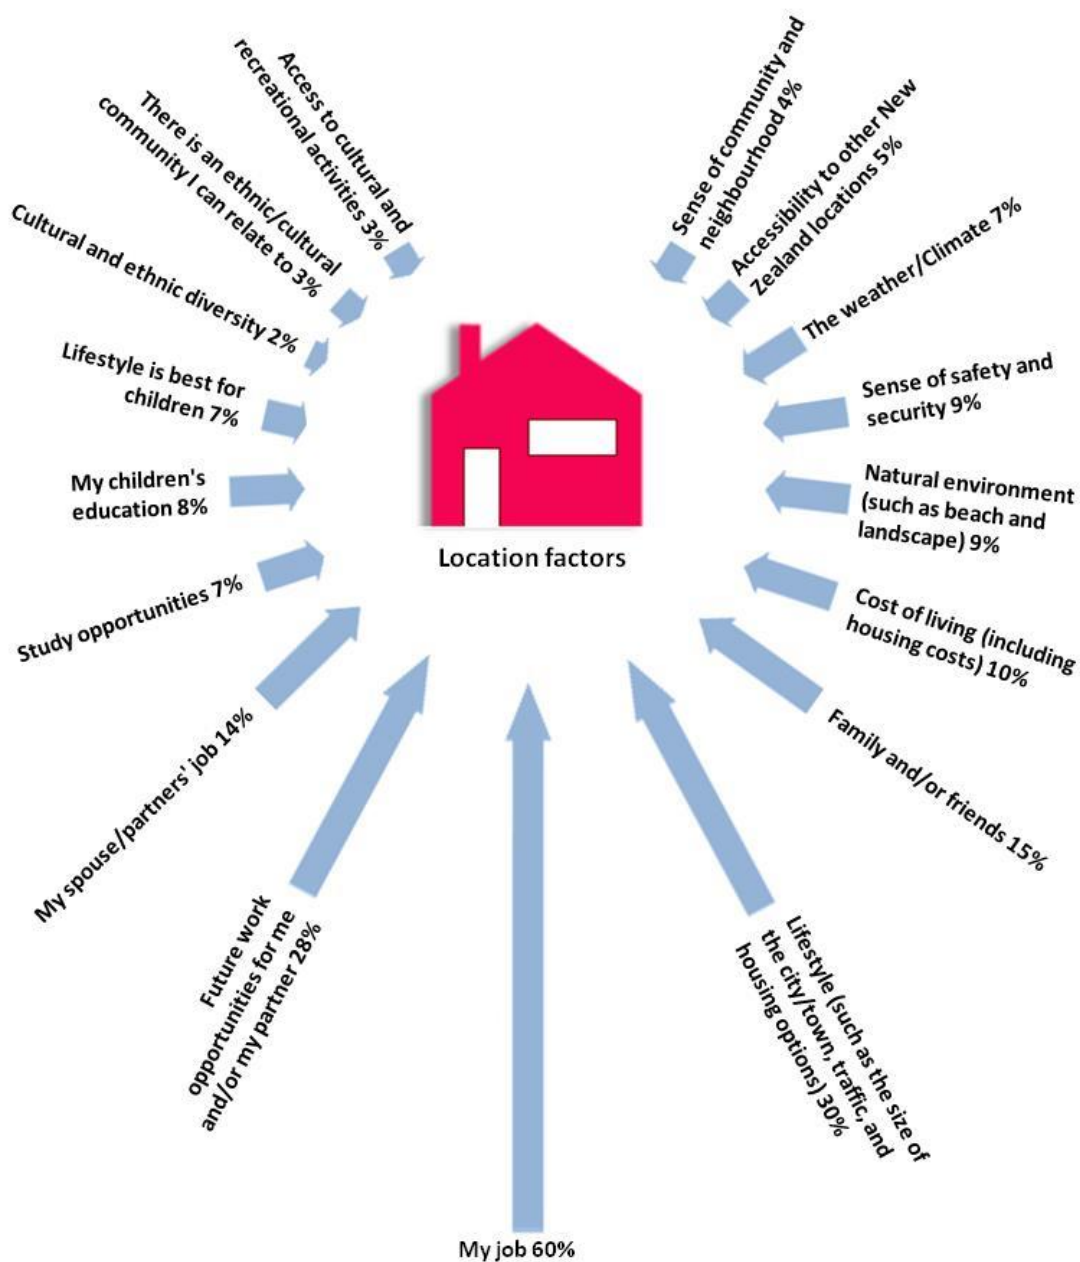 Access to cultural and
recreational activities 3%
There is an ethnic/cultural
community I can relate to 3%
Cultural and ethnic diversity 2%
Lifestyle is best for
children 7%
My children's
education 8%
Study opportunities 7%
My spouse/partners' job 14%
Future work
opportunities for me
and/or my partner 28%
My job 60%
Lifestyle (such as the size of
the city/town, traffic, and
housing options) 30%
Family and/or friends 15%
Cost of living (including
housing costs) 10%
Natural environment
(such as beach and
landscape) 9%
Sense of safety and
security 9%
The weather/Climate 7%
Accessibility to other New
Zealand locations 5%
Sense of community and
neighbourhood 4%
Location factors